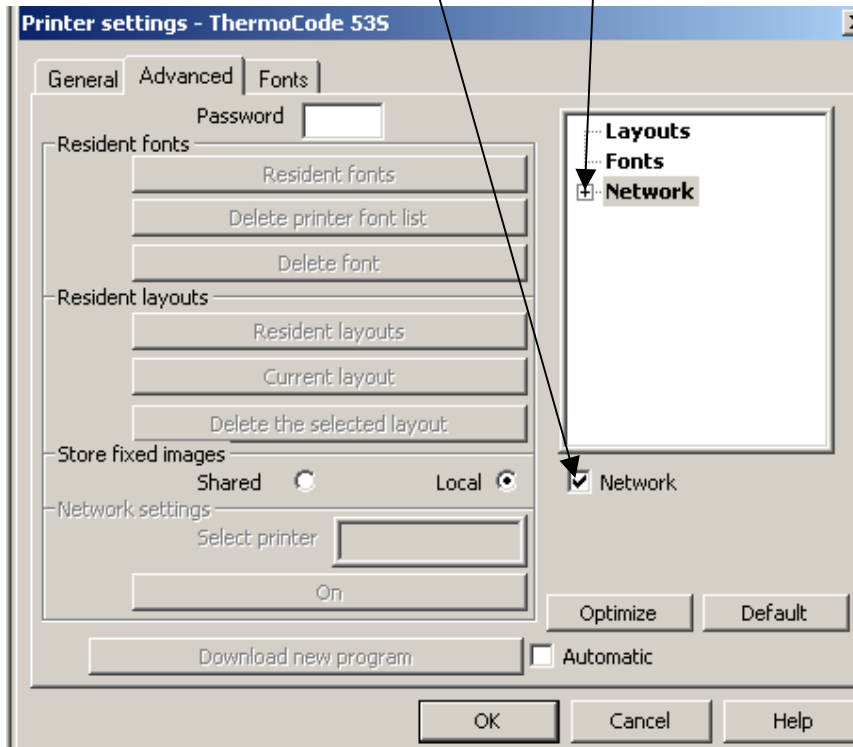 Printer settings - ThermoCode 53S
General Advanced Fonts
Password
Resident fonts
Resident fonts
Delete printer font list
Delete font
Resident layouts
Resident layouts
Current layout
Delete the selected layout
Store fixed images
Shared Local
Network settings
Select printer
On
Download new program
Layouts
Fonts
Network
Network
Optimize Default
Automatic
OK Cancel Help